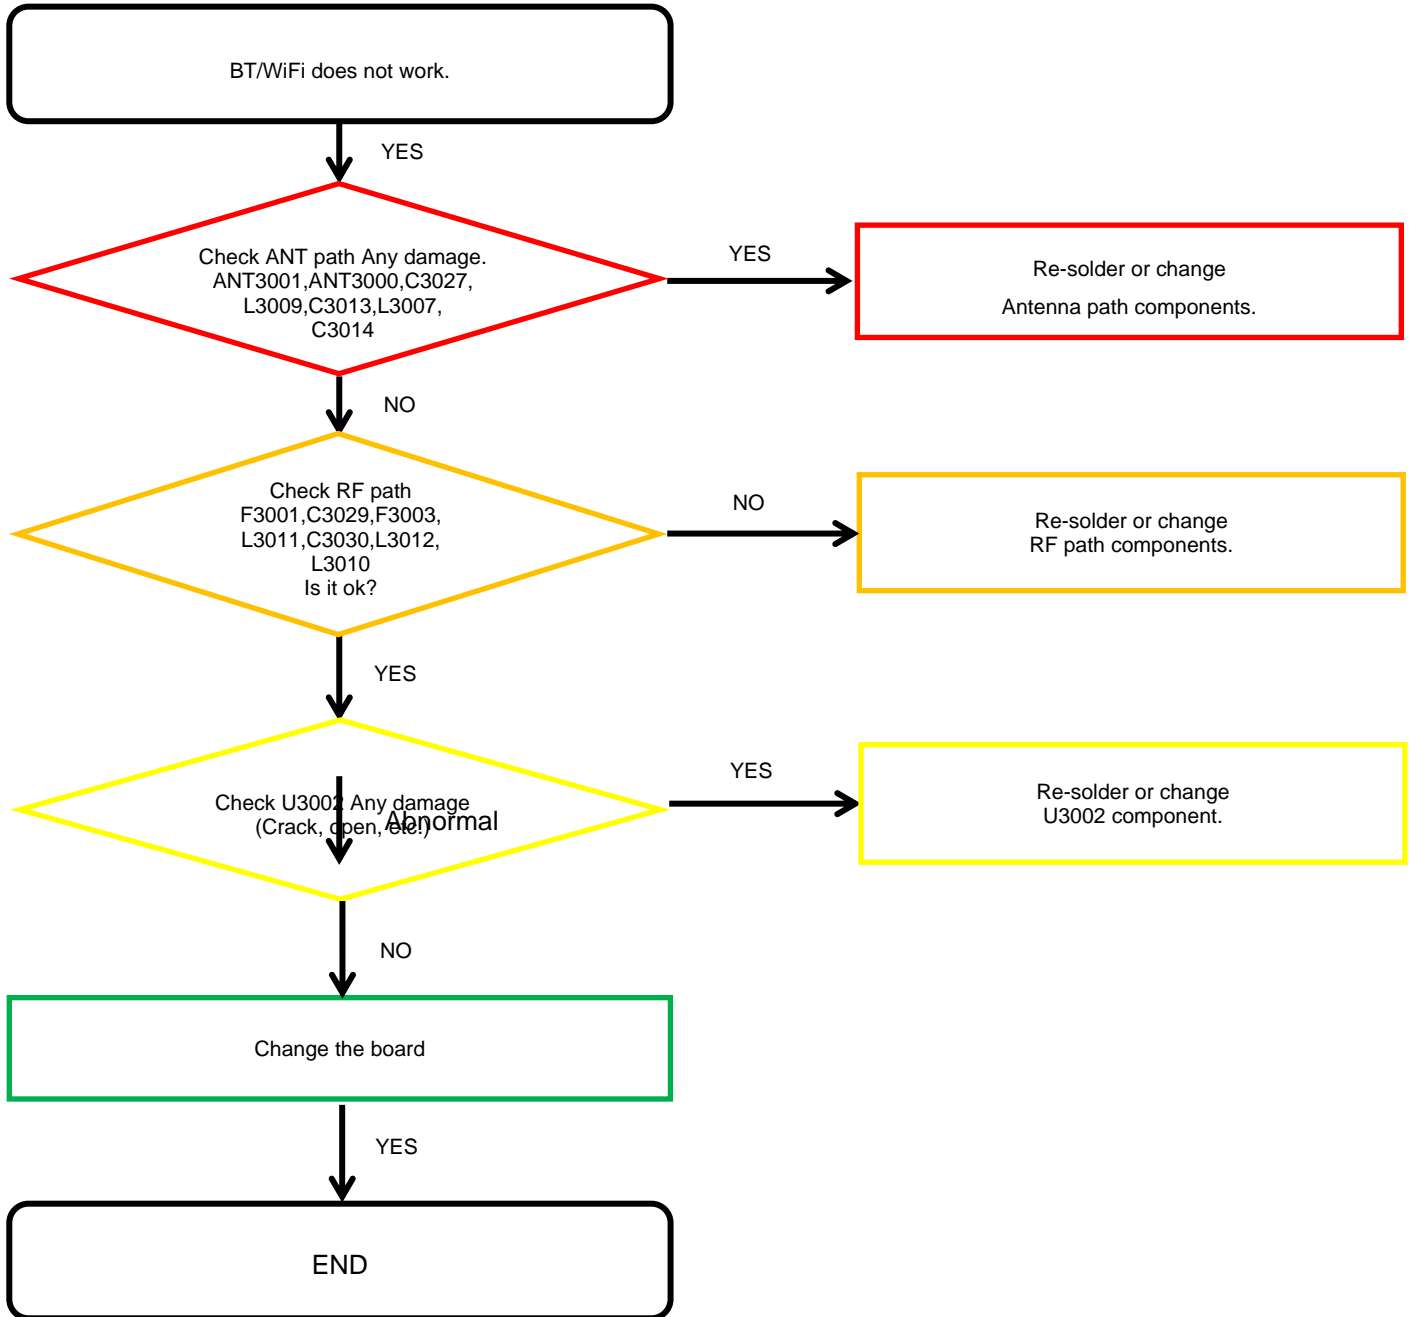 BT/WiFi does not work.
YES
Check ANT path Any damage.
ANT3001,ANT3000,C3027,
L3009,C3013,L3007,
C3014
YES
Re-solder or change
Antenna path components.
NO
Check RF path
F3001,C3029,F3003,
L3011,C3030,L3012,
L3010
Is it ok?
NO
Re-solder or change
RF path components.
YES
Check U3002 Any damage
(Crack, open, etc.)
Abnormal
YES
Re-solder or change
U3002 component.
NO
Change the board
YES
END